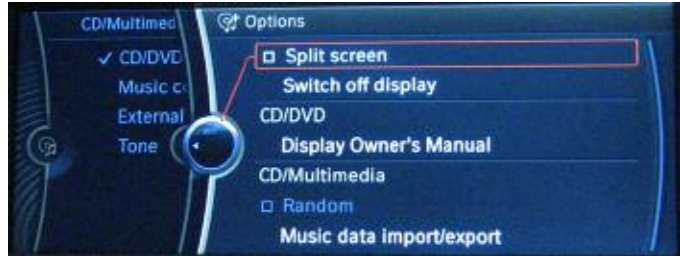 CD/Multimed
CD/DVD
Music c
External
Tone
Options
Split screen
Switch off display
CD/DVD
Display Owner's Manual
CD/Multimedia
Random
Music data import/export